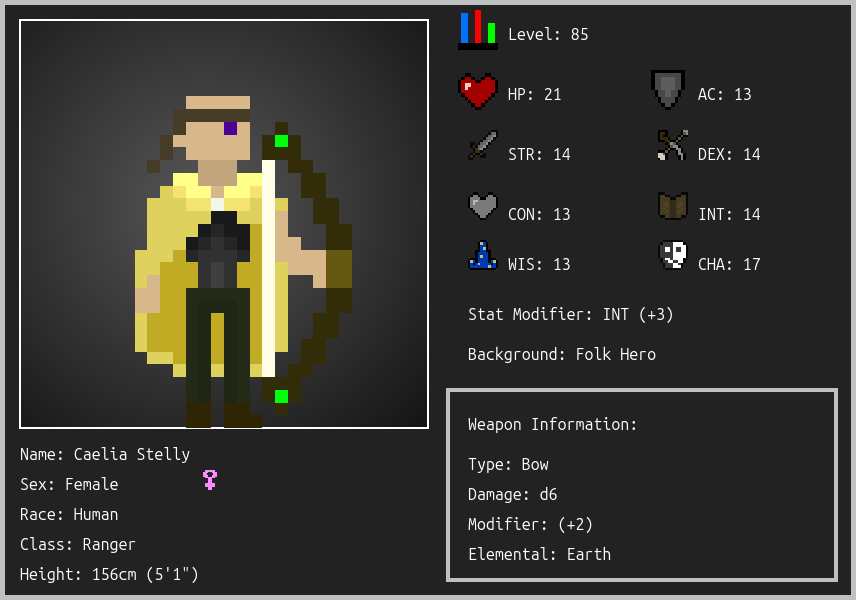 Level: 85
HP: 21
AC: 13
STR: 14
DEX: 14
CON: 13
INT: 14
WIS: 13
CHA: 17
Stat Modifier: INT (+3)
Background: Folk Hero
Weapon Information:
Type: Bow
Damage: d6
Modifier: (+2)
Elemental: Earth
Name: Caelia Stelly
Sex: Female
Race: Human
Class: Ranger
Height: 156cm (5'1")